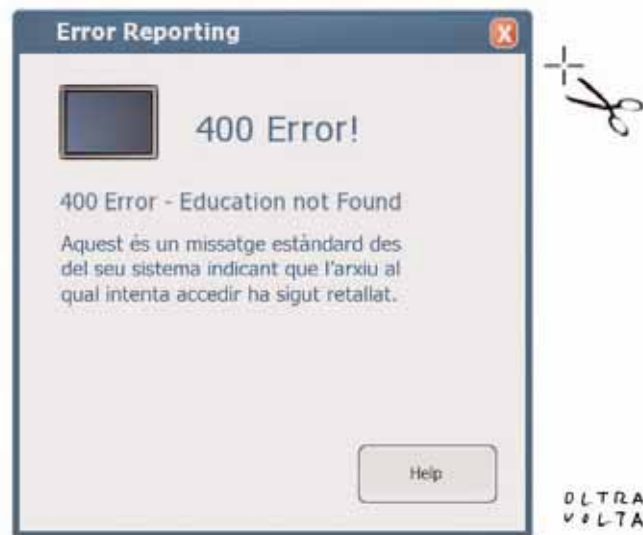 Error Reporting
X
400 Error!
400 Error - Education not Found
Aquest és un missatge estàndard des
del seu sistema indicant que l'arxiu al
qual intenta accedir ha sigut retallat.
Help
OLTRA
VOLTA